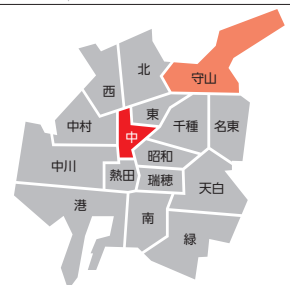 北
守山
西
東
中村
千種
名東
中
昭和
中川
熱田
瑞穂
天白
港
南
緑